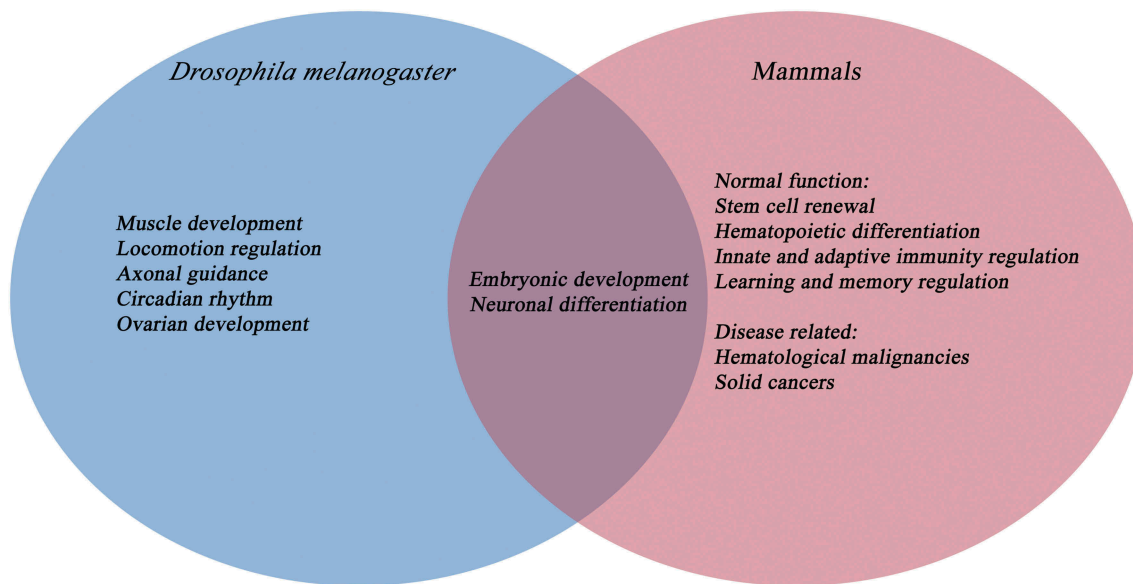 Drosophila melanogaster
Mammals
Muscle development
Locomotion regulation
Axonal guidance
Circadian rhythm
Ovarian development
Embryonic development
Neuronal differentiation
Normal function:
Stem cell renewal
Hematopoietic differentiation
Innate and adaptive immunity regulation
Learning and memory regulation
Disease related:
Hematological malignancies
Solid cancers